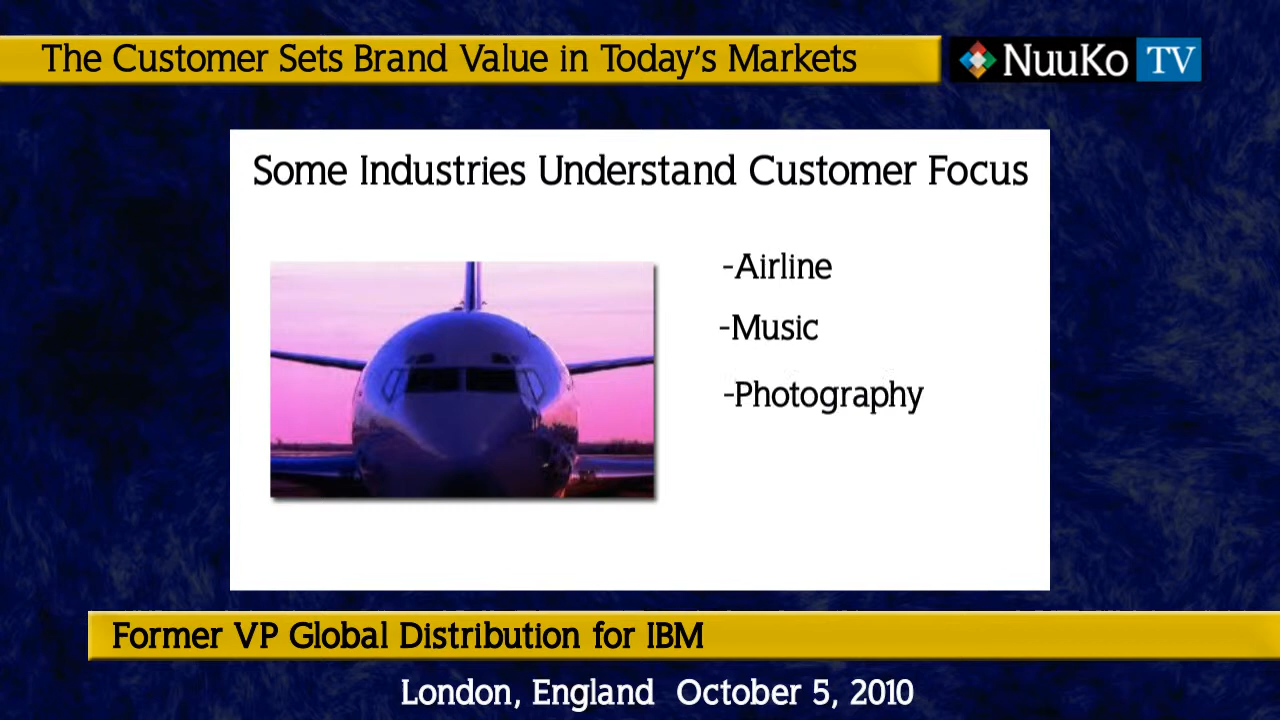 The Customer Sets Brand Value in Today's Markets
NuuKo TV
Some Industries Understand Customer Focus
-Airline
-Music
-Photography
Former VP Global Distribution for IBM
London, England October 5, 2010